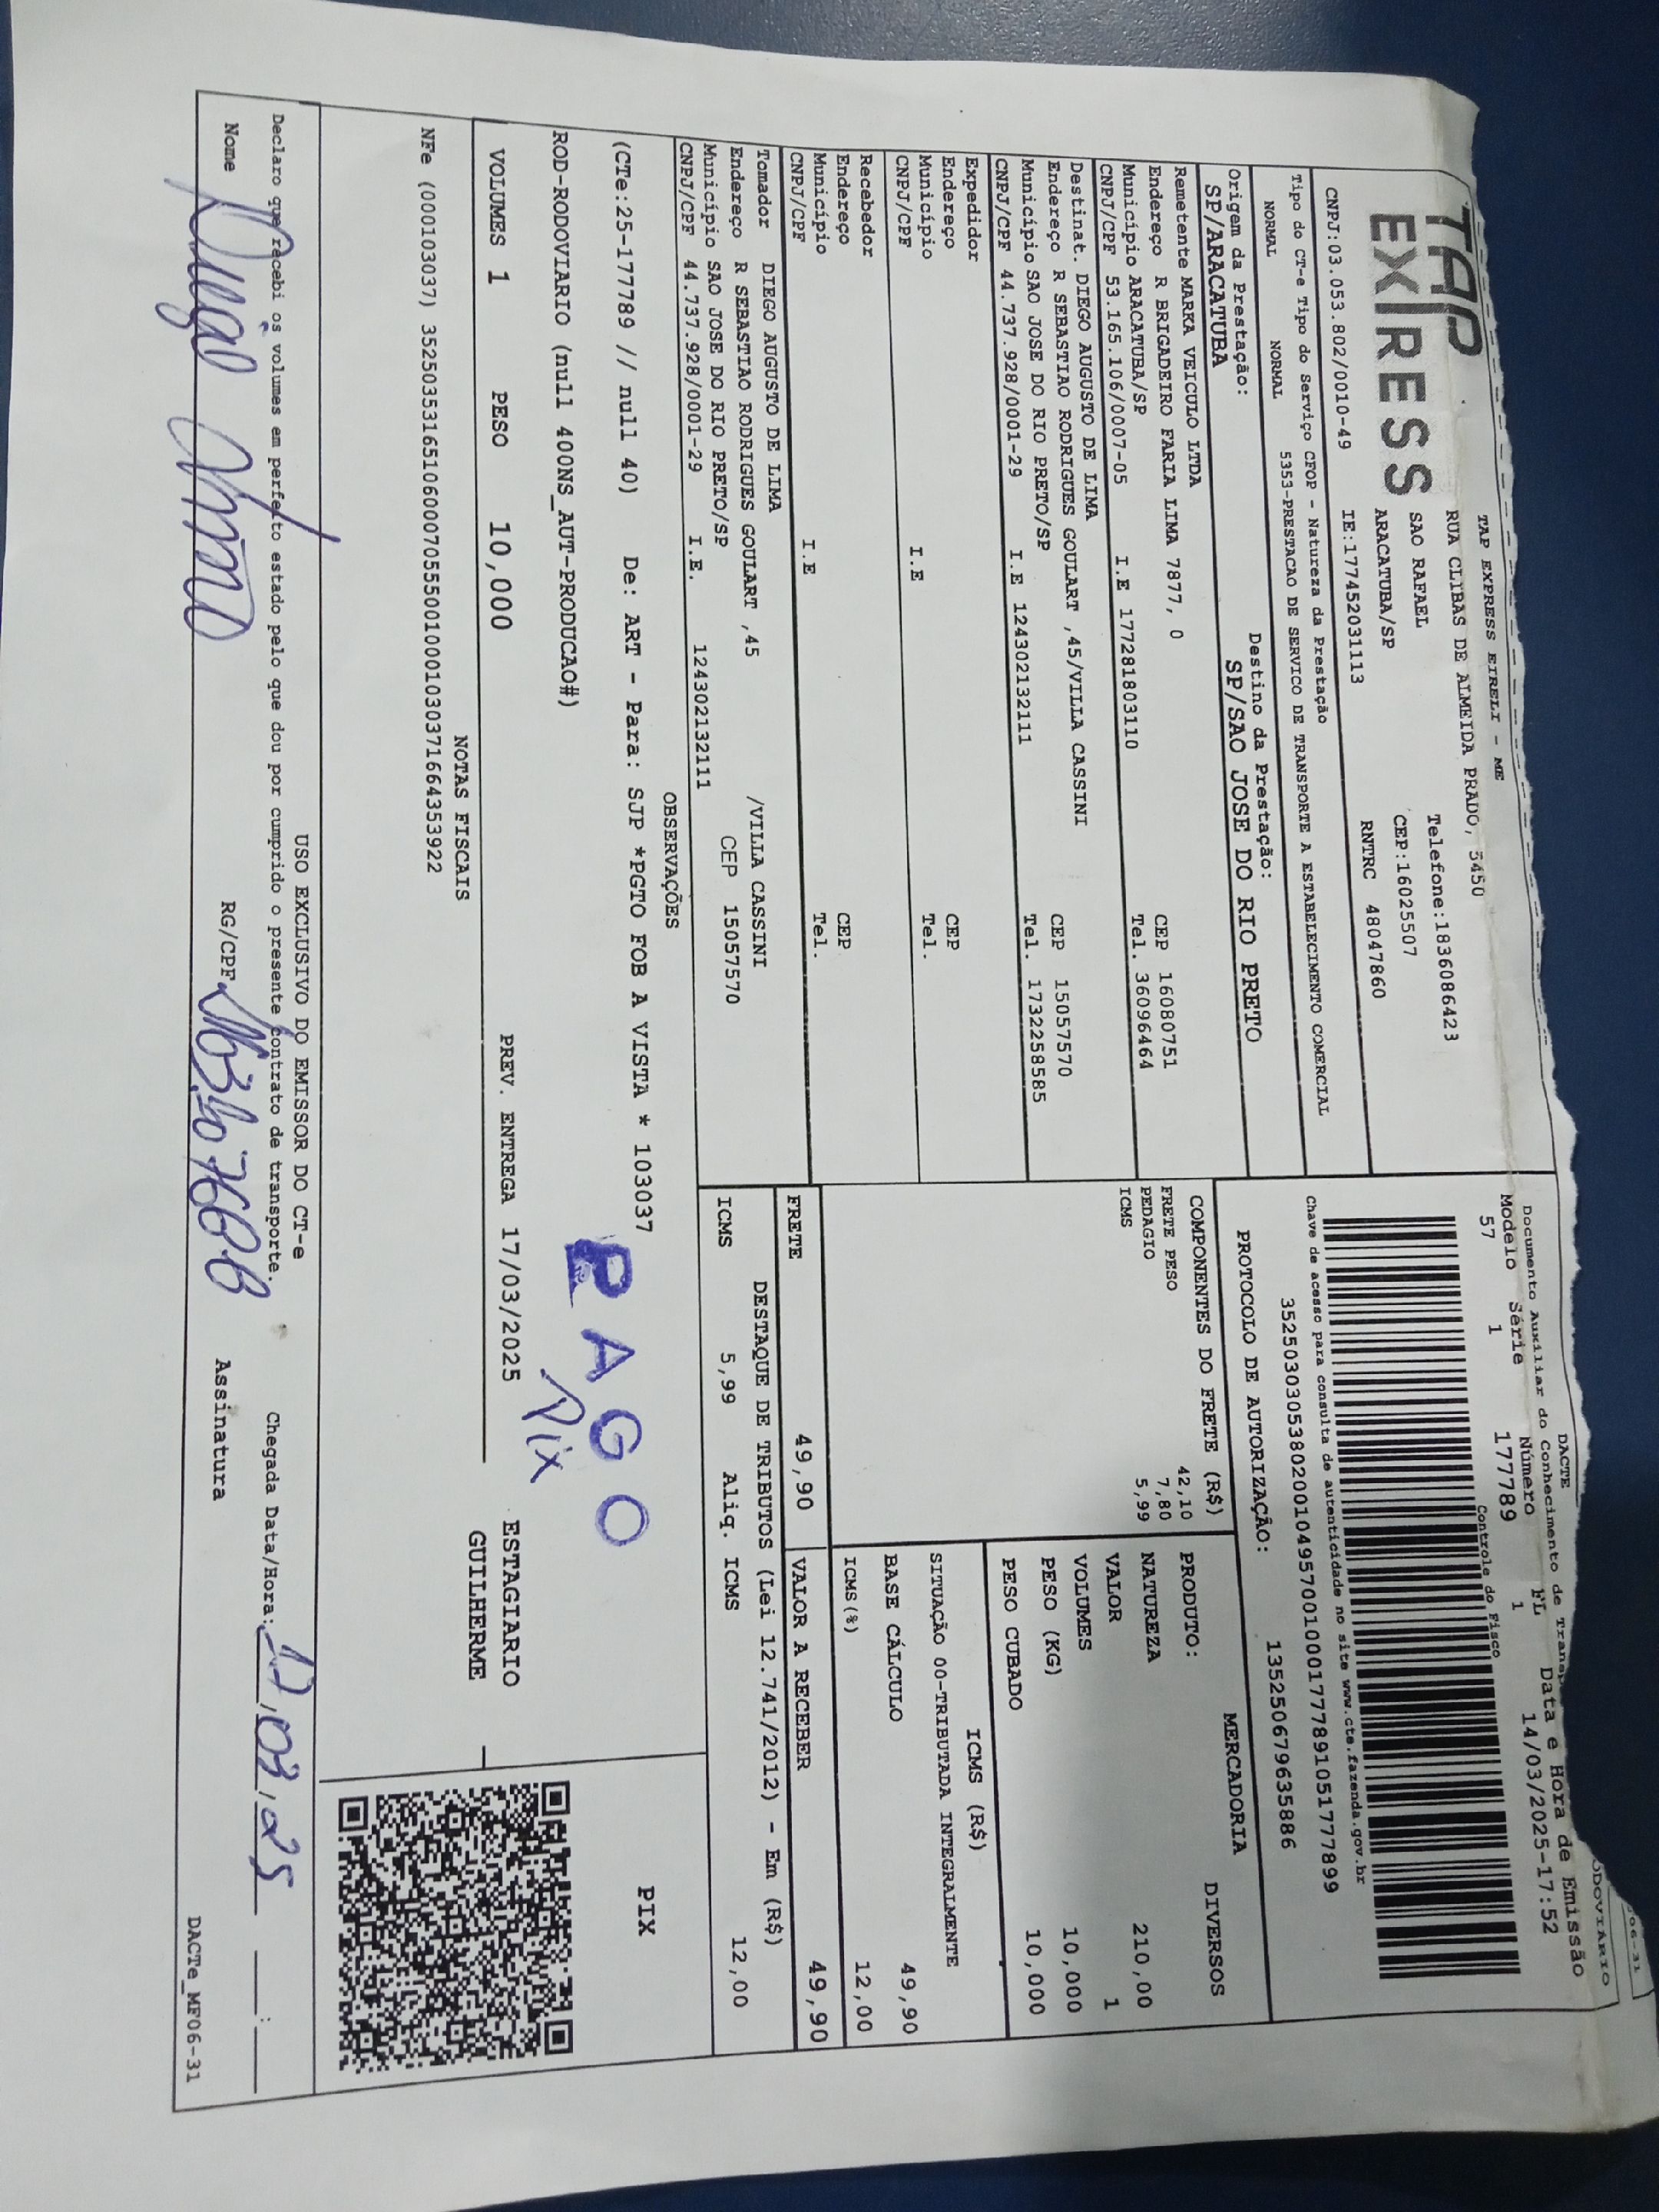 TAP EXPRESS EIRELI - ME
TAP
EXPRESS
RUA CLIBAS DE ALMEIDA PRADO, 3450
SAO RAFAEL Telefone:1836086423
ARACATUBA/SP CEP:16025507
CNPJ:03.053.802/0010-49 IE:177452031113 RNTRC 48047860
Tipo do CT-e Tipo do Serviço CFOP - Natureza da Prestação
NORMAL NORMAL 5353-PRESTACAO DE SERVICO DE TRANSPORTE A ESTABELECIMENTO COMERCIAL
Origem da Prestação: Destino da Prestação:
SP/ARACATUBA SP/SAO JOSE DO RIO PRETO
Remetente MARKA VEICULO LTDA
Endereço R BRIGADEIRO FARIA LIMA 7877, 0 CEP 16080751
Município ARACATUBA/SP Tel. 36096464
CNPJ/CPF 53.165.106/0007-05 I.E 177281803110
Destinat. DIEGO AUGUSTO DE LIMA
Endereço R SEBASTIAO RODRIGUES GOULART ,45/VILLA CASSINI CEP 15057570
Município SAO JOSE DO RIO PRETO/SP Tel. 1732258585
CNPJ/CPF 44.737.928/0001-29 I.E 124302132111
Expedidor
Endereço CEP
Município Tel.
CNPJ/CPF I.E
Recebedor
Endereço CEP
Município Tel.
CNPJ/CPF I.E
Tomador DIEGO AUGUSTO DE LIMA
Endereço R SEBASTIAO RODRIGUES GOULART ,45 /VILLA CASSINI
Município SAO JOSE DO RIO PRETO/SP CEP 15057570
CNPJ/CPF 44.737.928/0001-29 I.E. 124302132111
ODOVIÁRIO
DACTE
Documento Auxiliar do Conhecimento de
Modelo Série Número FL Data e Hora de Emissão
57 1 177789 1 14/03/2025-17:52
Controle do Fisco
Chave de acesso para consulta de autenticidade no site www.cte.fazenda.gov.br
35250303053802001049570010001777891051777899
PROTOCOLO DE AUTORIZAÇÃO: 135250679635886
COMPONENTES DO FRETE (R$)
FRETE PESO 42,10
PEDAGIO 7,80
ICMS 5,99
MERCADORIA
PRODUTO: DIVERSOS
NATUREZA
VALOR 210,00
VOLUMES 1
PESO (KG) 10,000
PESO CUBADO 10,000
ICMS (R$)
SITUAÇÃO 00-TRIBUTADA INTEGRALMENTE
BASE CÁLCULO 49,90
ICMS(%) 12,00
FRETE 49,90 VALOR A RECEBER 49,90
DESTAQUE DE TRIBUTOS (Lei 12.741/2012) - Em (R$)
ICMS 5,99 Aliq. ICMS 12,00
OBSERVAÇÕES
(CTe:25-177789 // null 40) De: ART - Para: SJP *PGTO FOB A VISTA * 103037
ROD-RODOVIARIO (null 400NS_AUT-PRODUCAO#)
PAGO
Pix
PIX
VOLUMES 1 PESO 10,000 PREV. ENTREGA 17/03/2025 ESTAGIARIO
GUILHERME
NOTAS FISCAIS
NFe (000103037) 35250353165106000705550010001030371664353922
USO EXCLUSIVO DO EMISSOR DO CT-e
Declaro que recebi os volumes em perfeito estado pelo que dou por cumprido o presente contrato de transporte. Chegada Data/Hora: 17,03,25
Nome RG/CPF Assinatura
DACTe_MF06-31